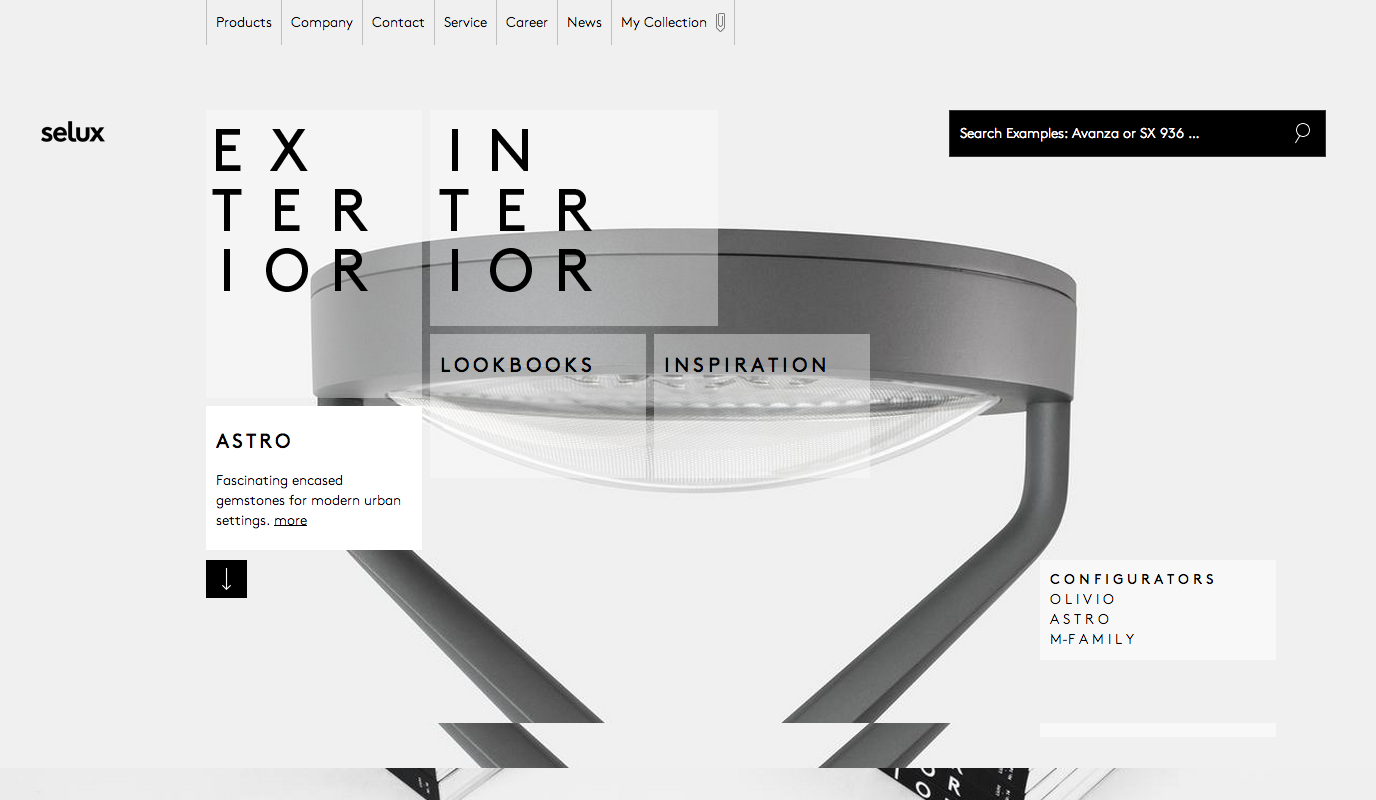 Products
Company
Contact
Service
Career
News
My Collection
selux
EX
TER
IOR
IN
TER
IOR
Search Examples: Avanza or SX 936 ...
LOOKBOOKS
INSPIRATION
ASTRO
Fascinating encased
gemstones for modern urban
settings. more
CONFIGURATORS
OLIVIO
ASTRO
M-FAMILY